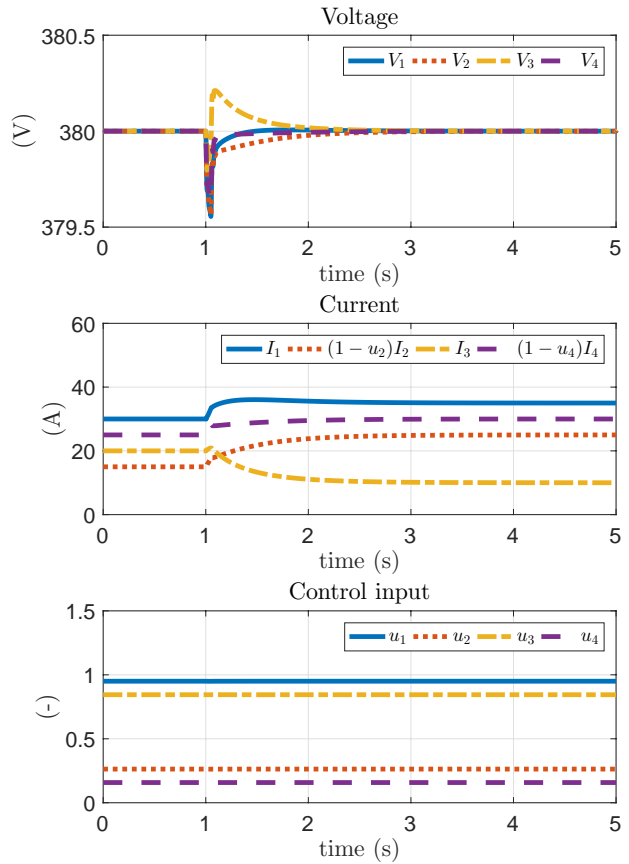 Voltage
380.5
380
379.5
(V)
V₁ V₂ V₃ V₄
0 1 2 3 4 5
time (s)
Current
60
40
20
0
(A)
I₁ (1 − u₂)I₂ I₃ (1 − u₄)I₄
0 1 2 3 4 5
time (s)
Control input
1.5
1
0.5
0
(-)
u₁ u₂ u₃ u₄
0 1 2 3 4 5
time (s)